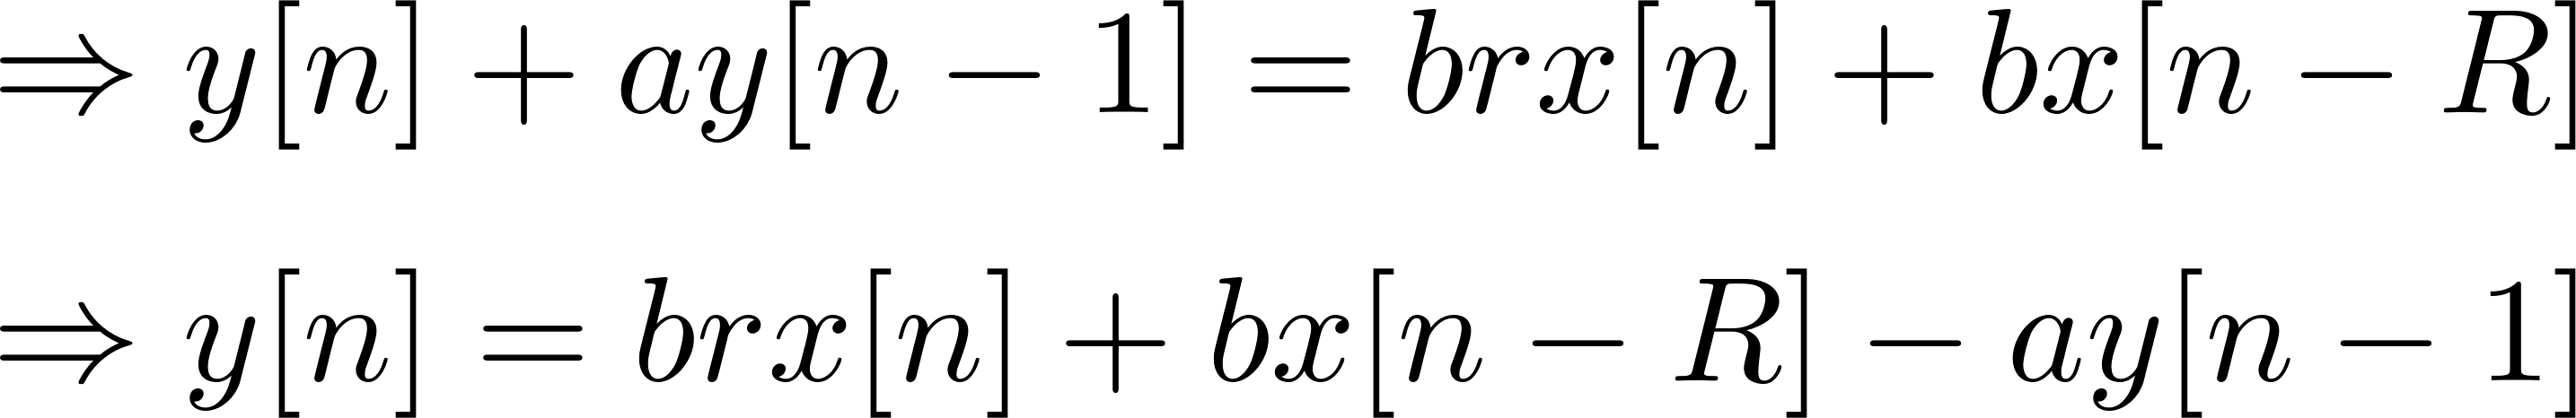 ⇒ y[n] + ay[n − 1] = brx[n] + bx[n − R]
⇒ y[n] = brx[n] + bx[n − R] − ay[n − 1]